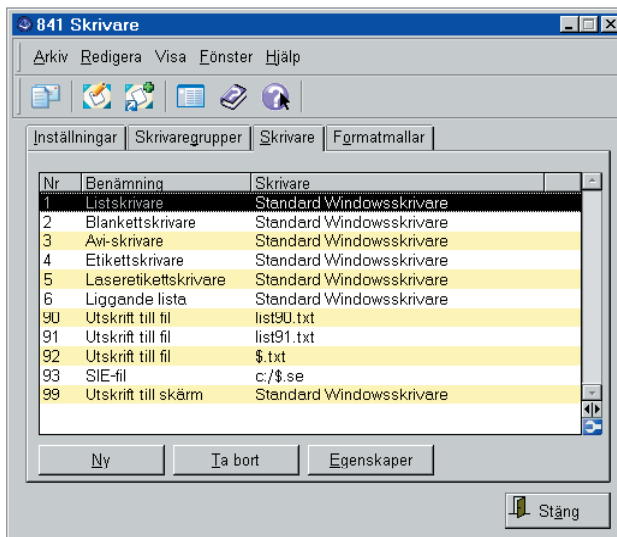 841 Skrivare
Arkiv Redigera Visa Fönster Hjälp
Inställningar Skrivaregrupper Skrivare Formatmallar
Nr Benämning Skrivare
1 Listskrivare Standard Windowsskrivare
2 Blankettskrivare Standard Windowsskrivare
3 Avi-skrivare Standard Windowsskrivare
4 Etikettskrivare Standard Windowsskrivare
5 Laseretikettskrivare Standard Windowsskrivare
6 Liggande lista Standard Windowsskrivare
90 Utskrift till fil list90.txt
91 Utskrift till fil list91.txt
92 Utskrift till fil $.txt
93 SIE-fil c:/$.se
99 Utskrift till skärm Standard Windowsskrivare
Ny Ta bort Egenskaper
Stäng